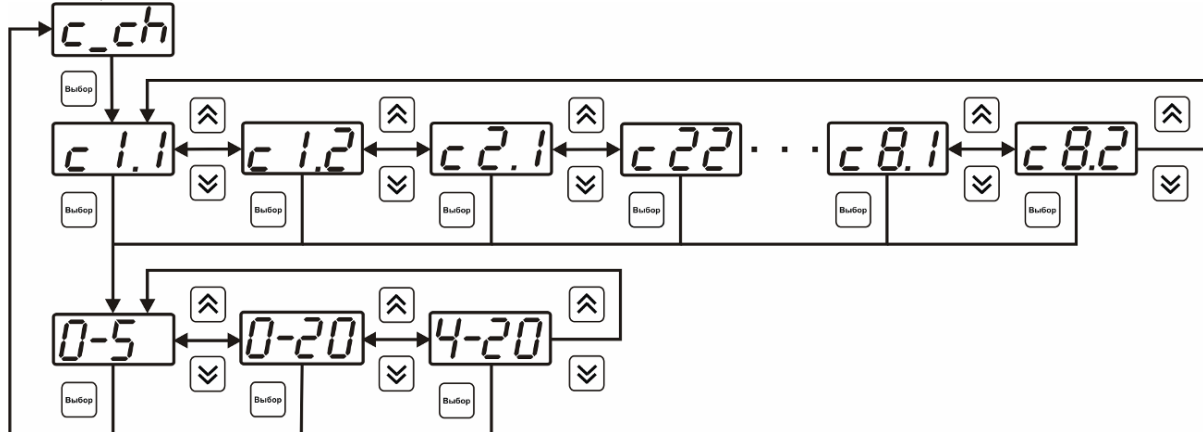 c_ch
Выбор
c 1.1 c 1.2 c 2.1 c 22 . . . c 8.1 c 8.2
Выбор Выбор Выбор Выбор Выбор Выбор
0-5 0-20 4-20
Выбор Выбор Выбор